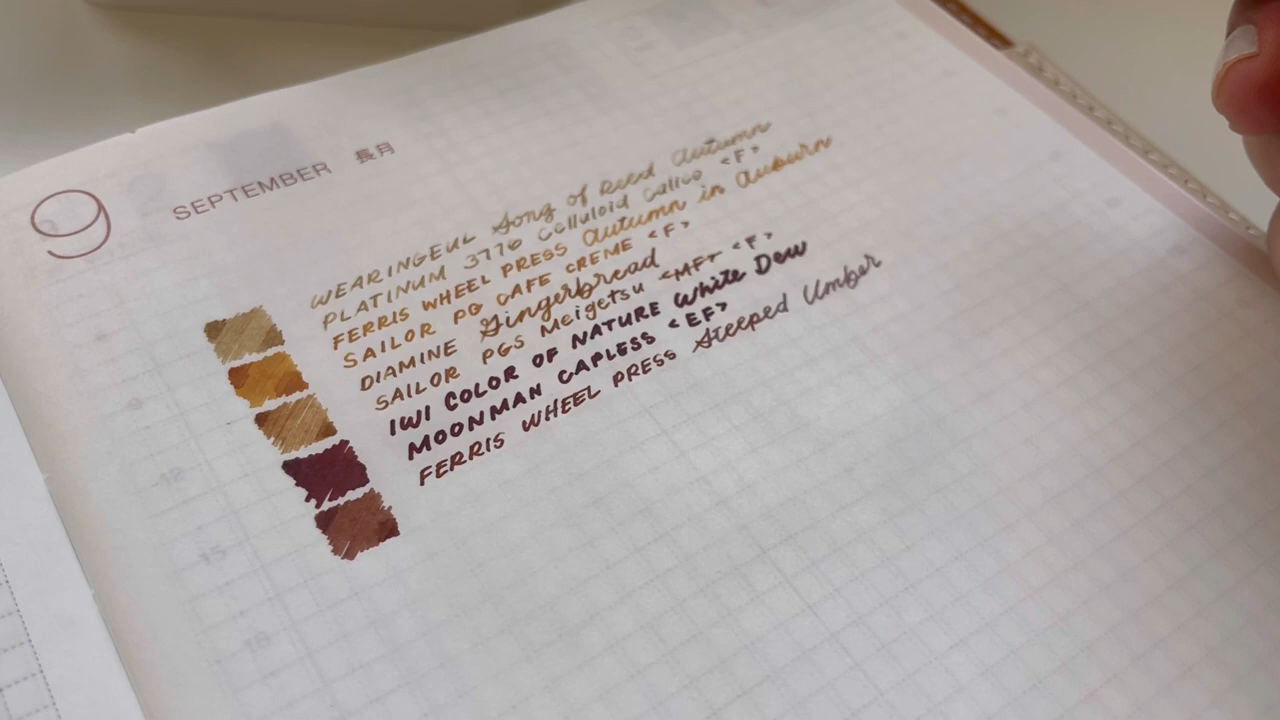 9 SEPTEMBER 長月
WEARINGEUL Song of Reed Autumn
PLATINUM 3776 Celluloid Calico <F>
FERRIS WHEEL PRESS Autumn in Auburn
SAILOR PG CAFE CREME <F>
DIAMINE Gingerbread
SAILOR PGS Meigetsu <MF> <F>
IWI COLOR OF NATURE White Dew
MOONMAN CAPLESS <EF>
FERRIS WHEEL PRESS Steeped Umber